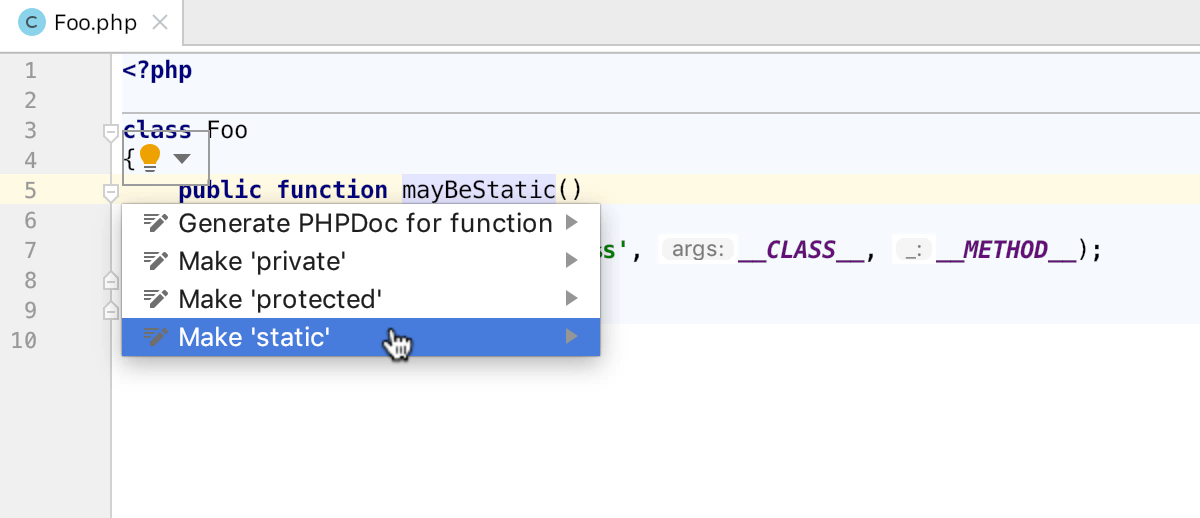 C Foo.php
1 <?php
2
3 class Foo
4 {
5 public function mayBeStatic()
6 Generate PHPDoc for function
7 s', args: __CLASS__, _: __METHOD__);
Make 'private'
8 Make 'protected'
9 Make 'static'
10